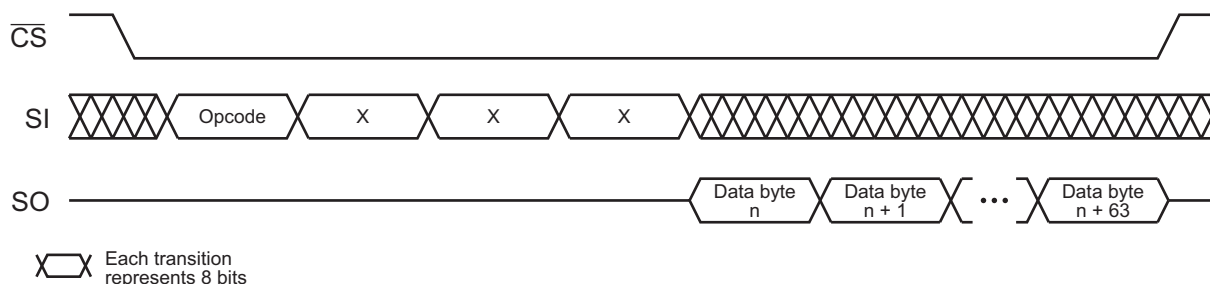 CS
SI
Opcode
X
X
X
SO
Data byte
n
Data byte
n + 1
•••
Data byte
n + 63
Each transition
represents 8 bits